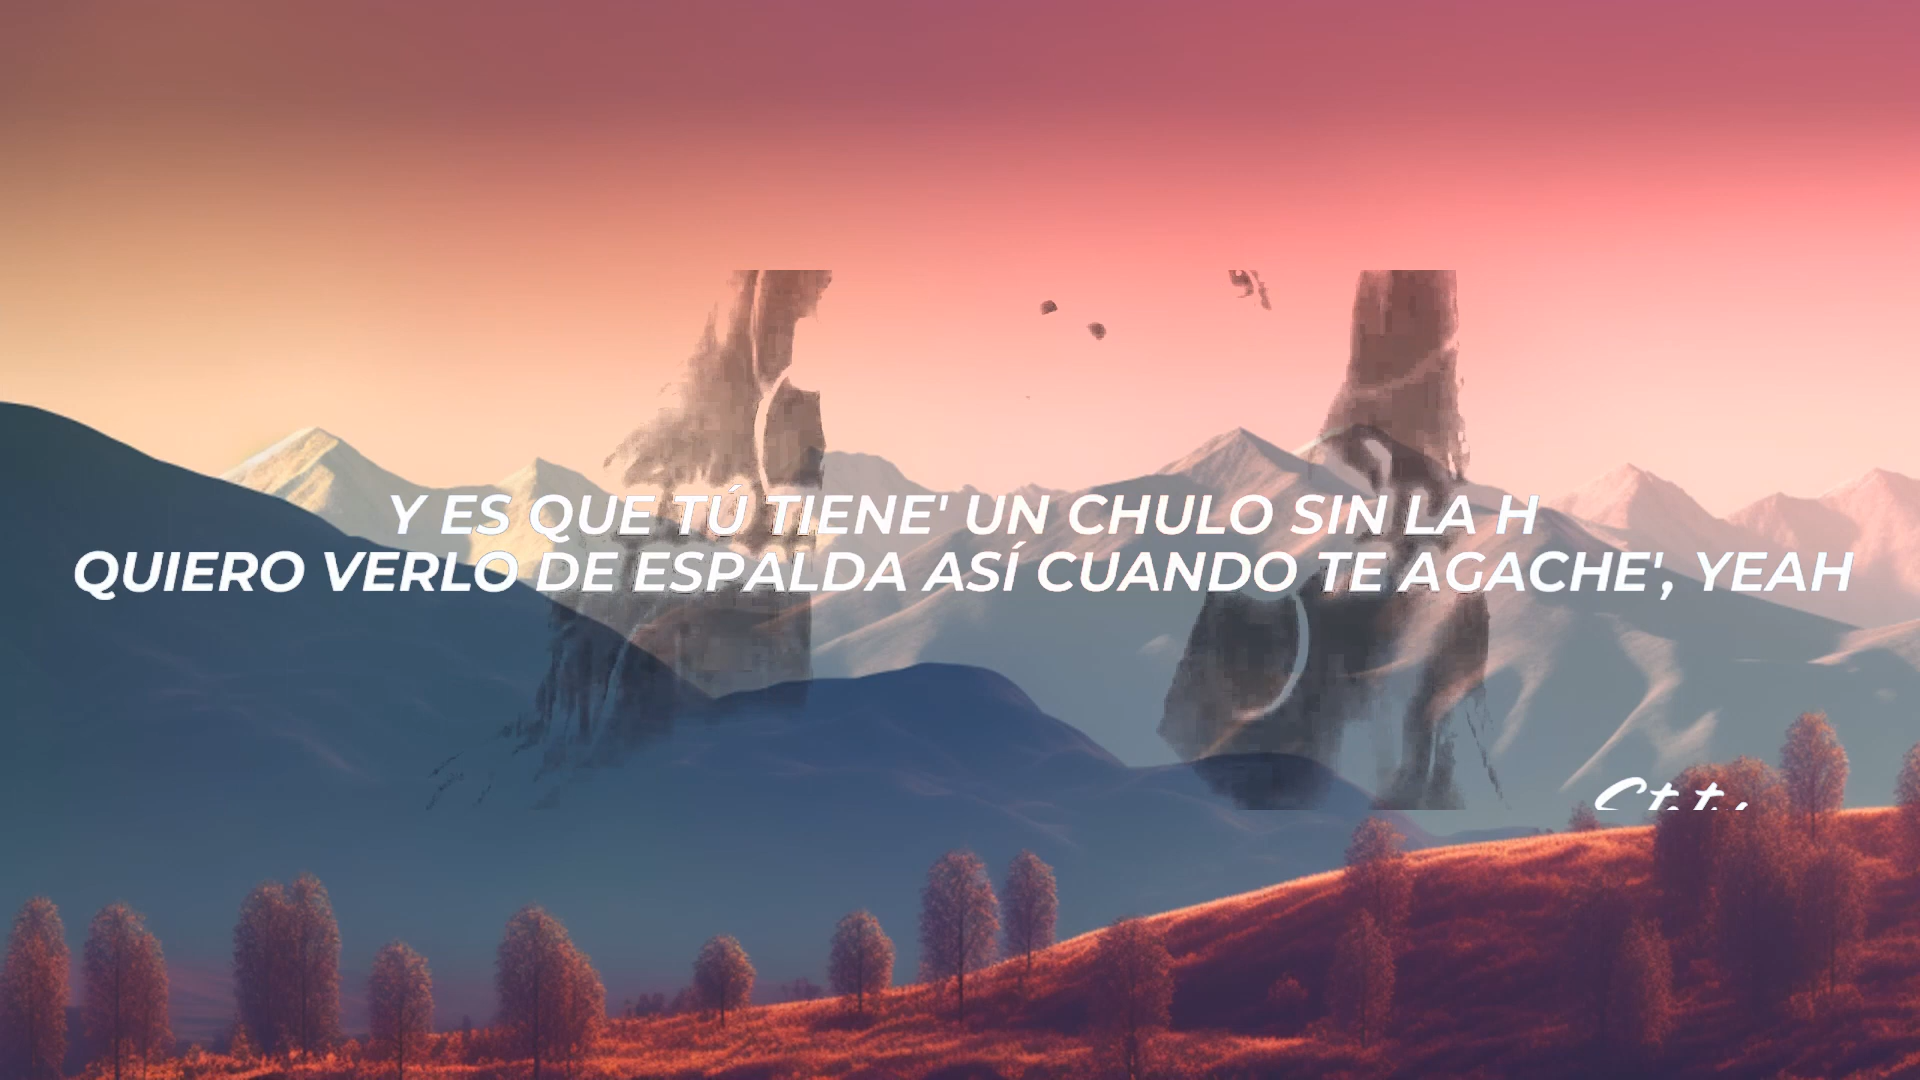 Y ES QUE TÚ TIENE' UN CHULO SIN LA H
QUIERO VERLO DE ESPALDA ASÍ CUANDO TE AGACHE', YEAH